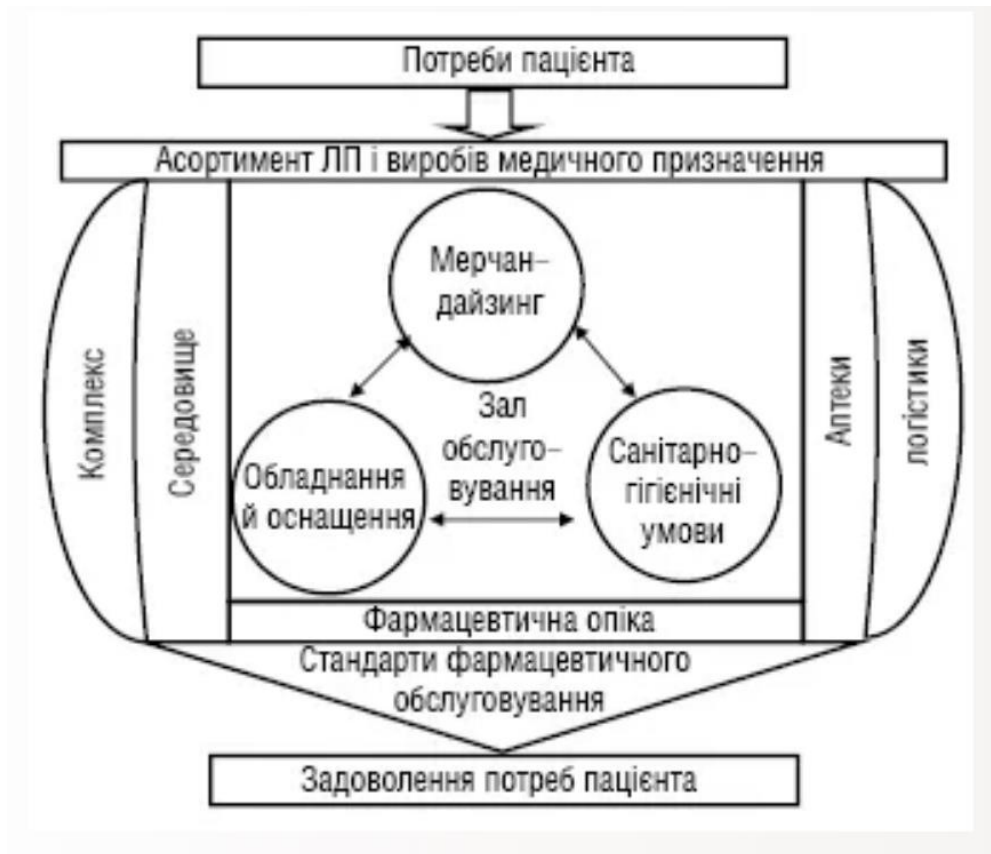 Потреби пацієнта
Асортимент ЛП і виробів медичного призначення
Комплекс
Середовище
Мерчан–
дайзинг
Зал
обслуго–
вування
Обладнання
й оснащення
Санітарно–
гігієнічні
умови
Аптеки
логістики
Фармацевтична опіка
Стандарти фармацевтичного
обслуговування
Задоволення потреб пацієнта